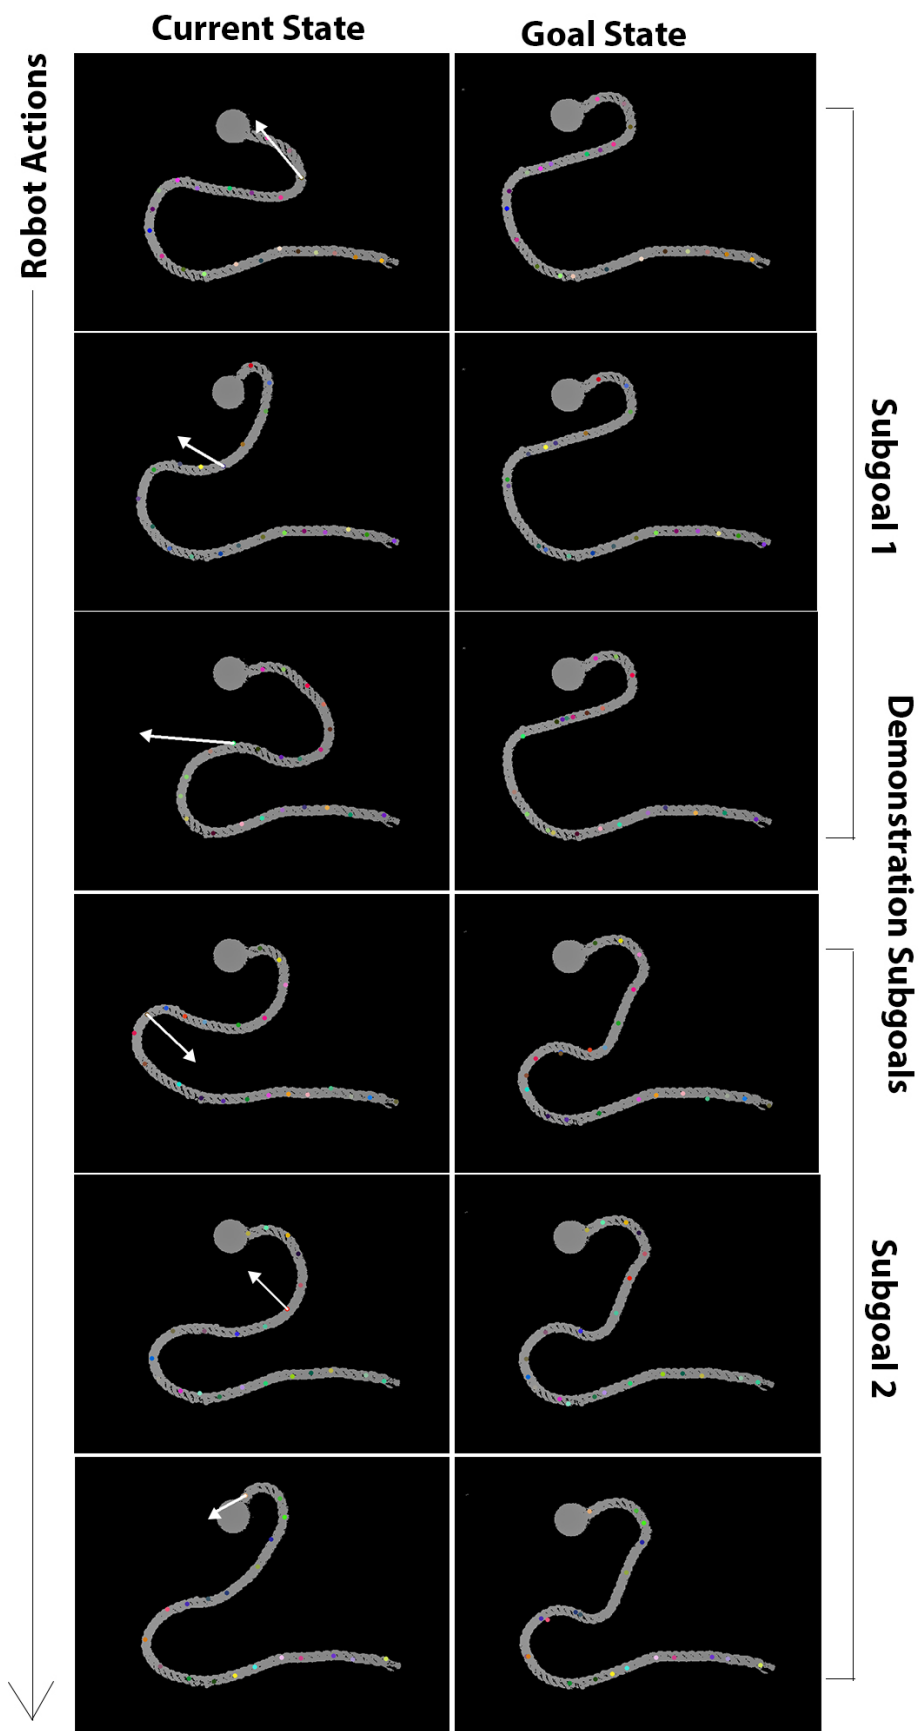 Current State
Goal State
Robot Actions
Subgoal 1
Demonstration Subgoals
Subgoal 2